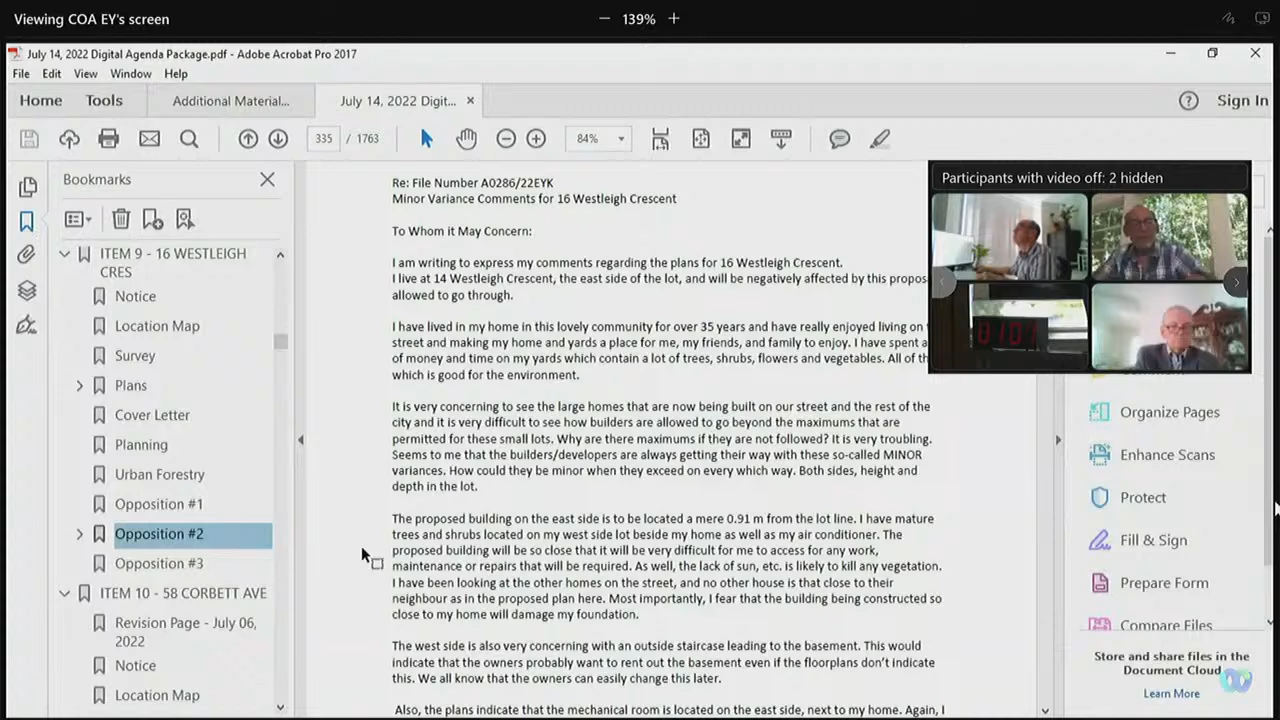 Viewing COA EY's screen
139%
July 14, 2022 Digital Agenda Package.pdf - Adobe Acrobat Pro 2017
File Edit View Window Help
Home Tools Additional Material... July 14, 2022 Digit... × Sign In
335 / 1763 84%
Bookmarks
ITEM 9 - 16 WESTLEIGH
CRES
Notice
Location Map
Survey
Plans
Cover Letter
Planning
Urban Forestry
Opposition #1
Opposition #2
Opposition #3
ITEM 10 - 58 CORBETT AVE
Revision Page - July 06,
2022
Notice
Location Map
Re: File Number A0286/22EYK
Minor Variance Comments for 16 Westleigh Crescent
To Whom it May Concern:
I am writing to express my comments regarding the plans for 16 Westleigh Crescent.
I live at 14 Westleigh Crescent, the east side of the lot, and will be negatively affected by this
allowed to go through.
I have lived in my home in this lovely community for over 35 years and have really enjoyed living on
street and making my home and yards a place for me, my friends, and family to enjoy. I have spent
of money and time on my yards which contain a lot of trees, shrubs, flowers and vegetables. All of
which is good for the environment.
It is very concerning to see the large homes that are now being built on our street and the rest of the
city and it is very difficult to see how builders are allowed to go beyond the maximums that are
permitted for these small lots. Why are there maximums if they are not followed? It is very troubling.
Seems to me that the builders/developers are always getting their way with these so-called MINOR
variances. How could they be minor when they exceed on every which way. Both sides, height and
depth in the lot.
The proposed building on the east side is to be located a mere 0.91 m from the lot line. I have mature
trees and shrubs located on my west side lot beside my home as well as my air conditioner. The
proposed building will be so close that it will be very difficult for me to access for any work,
maintenance or repairs that will be required. As well, the lack of sun, etc. is likely to kill any vegetation.
I have been looking at the other homes on the street, and no other house is that close to their
neighbour as in the proposed plan here. Most importantly, I fear that the building being constructed so
close to my home will damage my foundation.
The west side is also very concerning with an outside staircase leading to the basement. This would
indicate that the owners probably want to rent out the basement even if the floorplans don't indicate
this. We all know that the owners can easily change this later.
Also, the plans indicate that the mechanical room is located on the east side, next to my home. Again, I
Participants with video off: 2 hidden
Organize Pages
Enhance Scans
Protect
Fill & Sign
Prepare Form
Compare Files
Store and share files in the
Document Cloud
Learn More